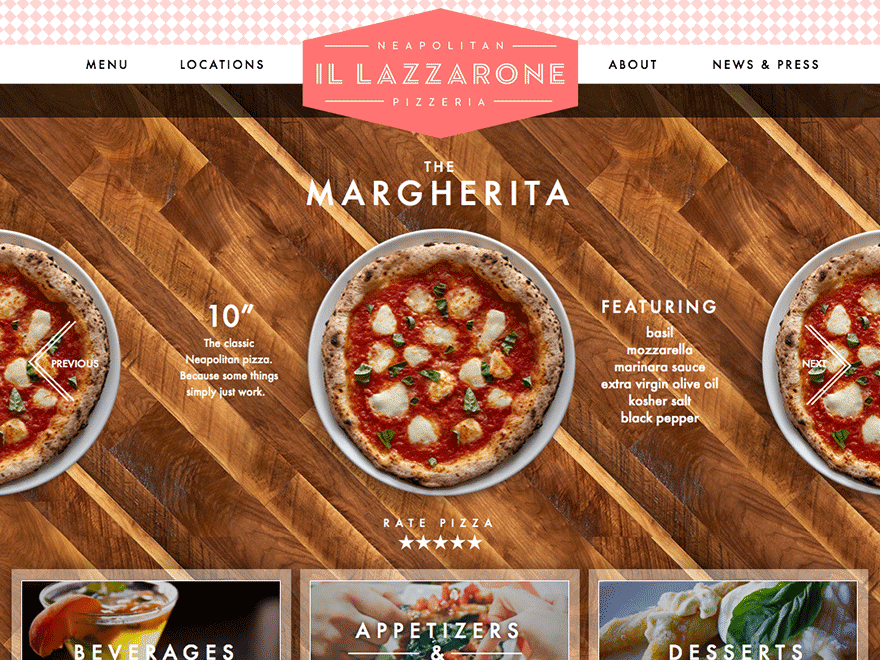 MENU
LOCATIONS
NEAPOLITAN
IL LAZZARONE
PIZZERIA
ABOUT
NEWS & PRESS
THE
MARGHERITA
10”
The classic
Neapolitan pizza.
Because some things
simply just work.
FEATURING
basil
mozzarella
marinara sauce
extra virgin olive oil
kosher salt
black pepper
PREVIOUS
NEXT
RATE PIZZA
BEVERAGES
APPETIZERS
&
DESSERTS